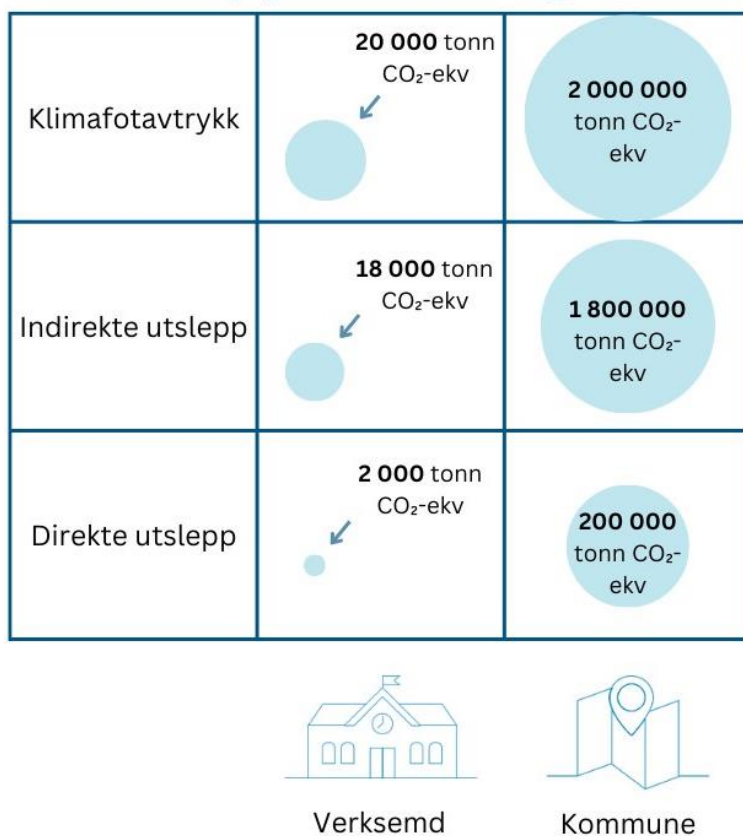 Klimafotavtrykk
20 000 tonn
CO₂-ekv
2 000 000
tonn CO₂-
ekv
Indirekte utslepp
18 000 tonn
CO₂-ekv
1 800 000
tonn CO₂-
ekv
Direkte utslepp
2 000 tonn
CO₂-ekv
200 000
tonn CO₂-
ekv
Verksemd
Kommune